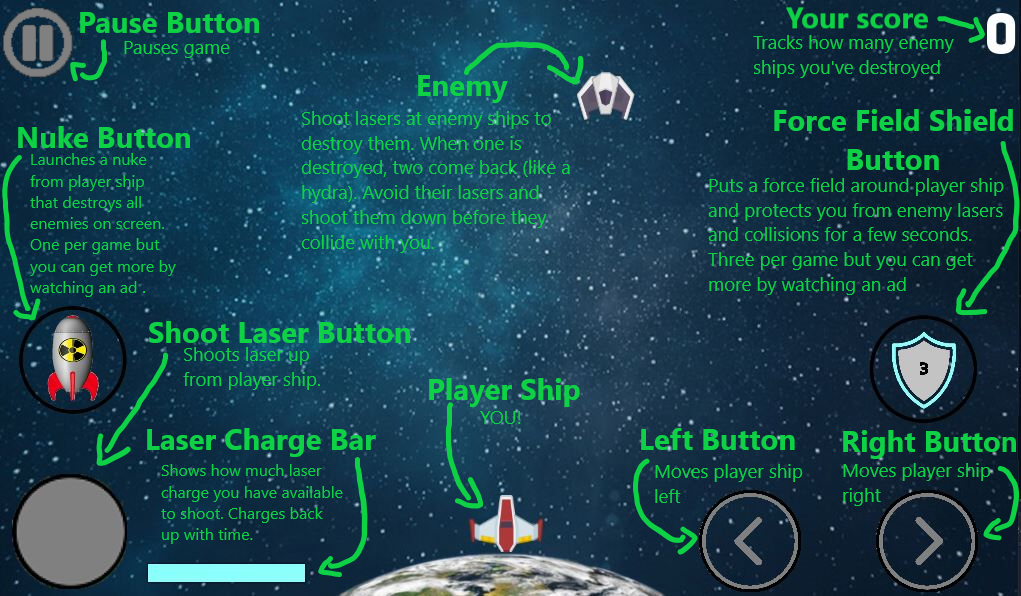 Pause Button
Pauses game
Your score
0
Tracks how many enemy
ships you've destroyed
Enemy
Shoot lasers at enemy ships to
destroy them. When one is
destroyed, two come back (like a
hydra). Avoid their lasers and
shoot them down before they
collide with you.
Force Field Shield
Button
Puts a force field around player ship
and protects you from enemy lasers
and collisions for a few seconds.
Three per game but you can get
more by watching an ad
Nuke Button
Launches a nuke
from player ship
that destroys all
enemies on screen.
One per game but
you can get more by
watching an ad .
Shoot Laser Button
Shoots laser up
from player ship.
3
Player Ship
YOU!
Laser Charge Bar
Shows how much laser
charge you have available
to shoot. Charges back
up with time.
Left Button
Moves player ship
left
Right Button
Moves player ship
right